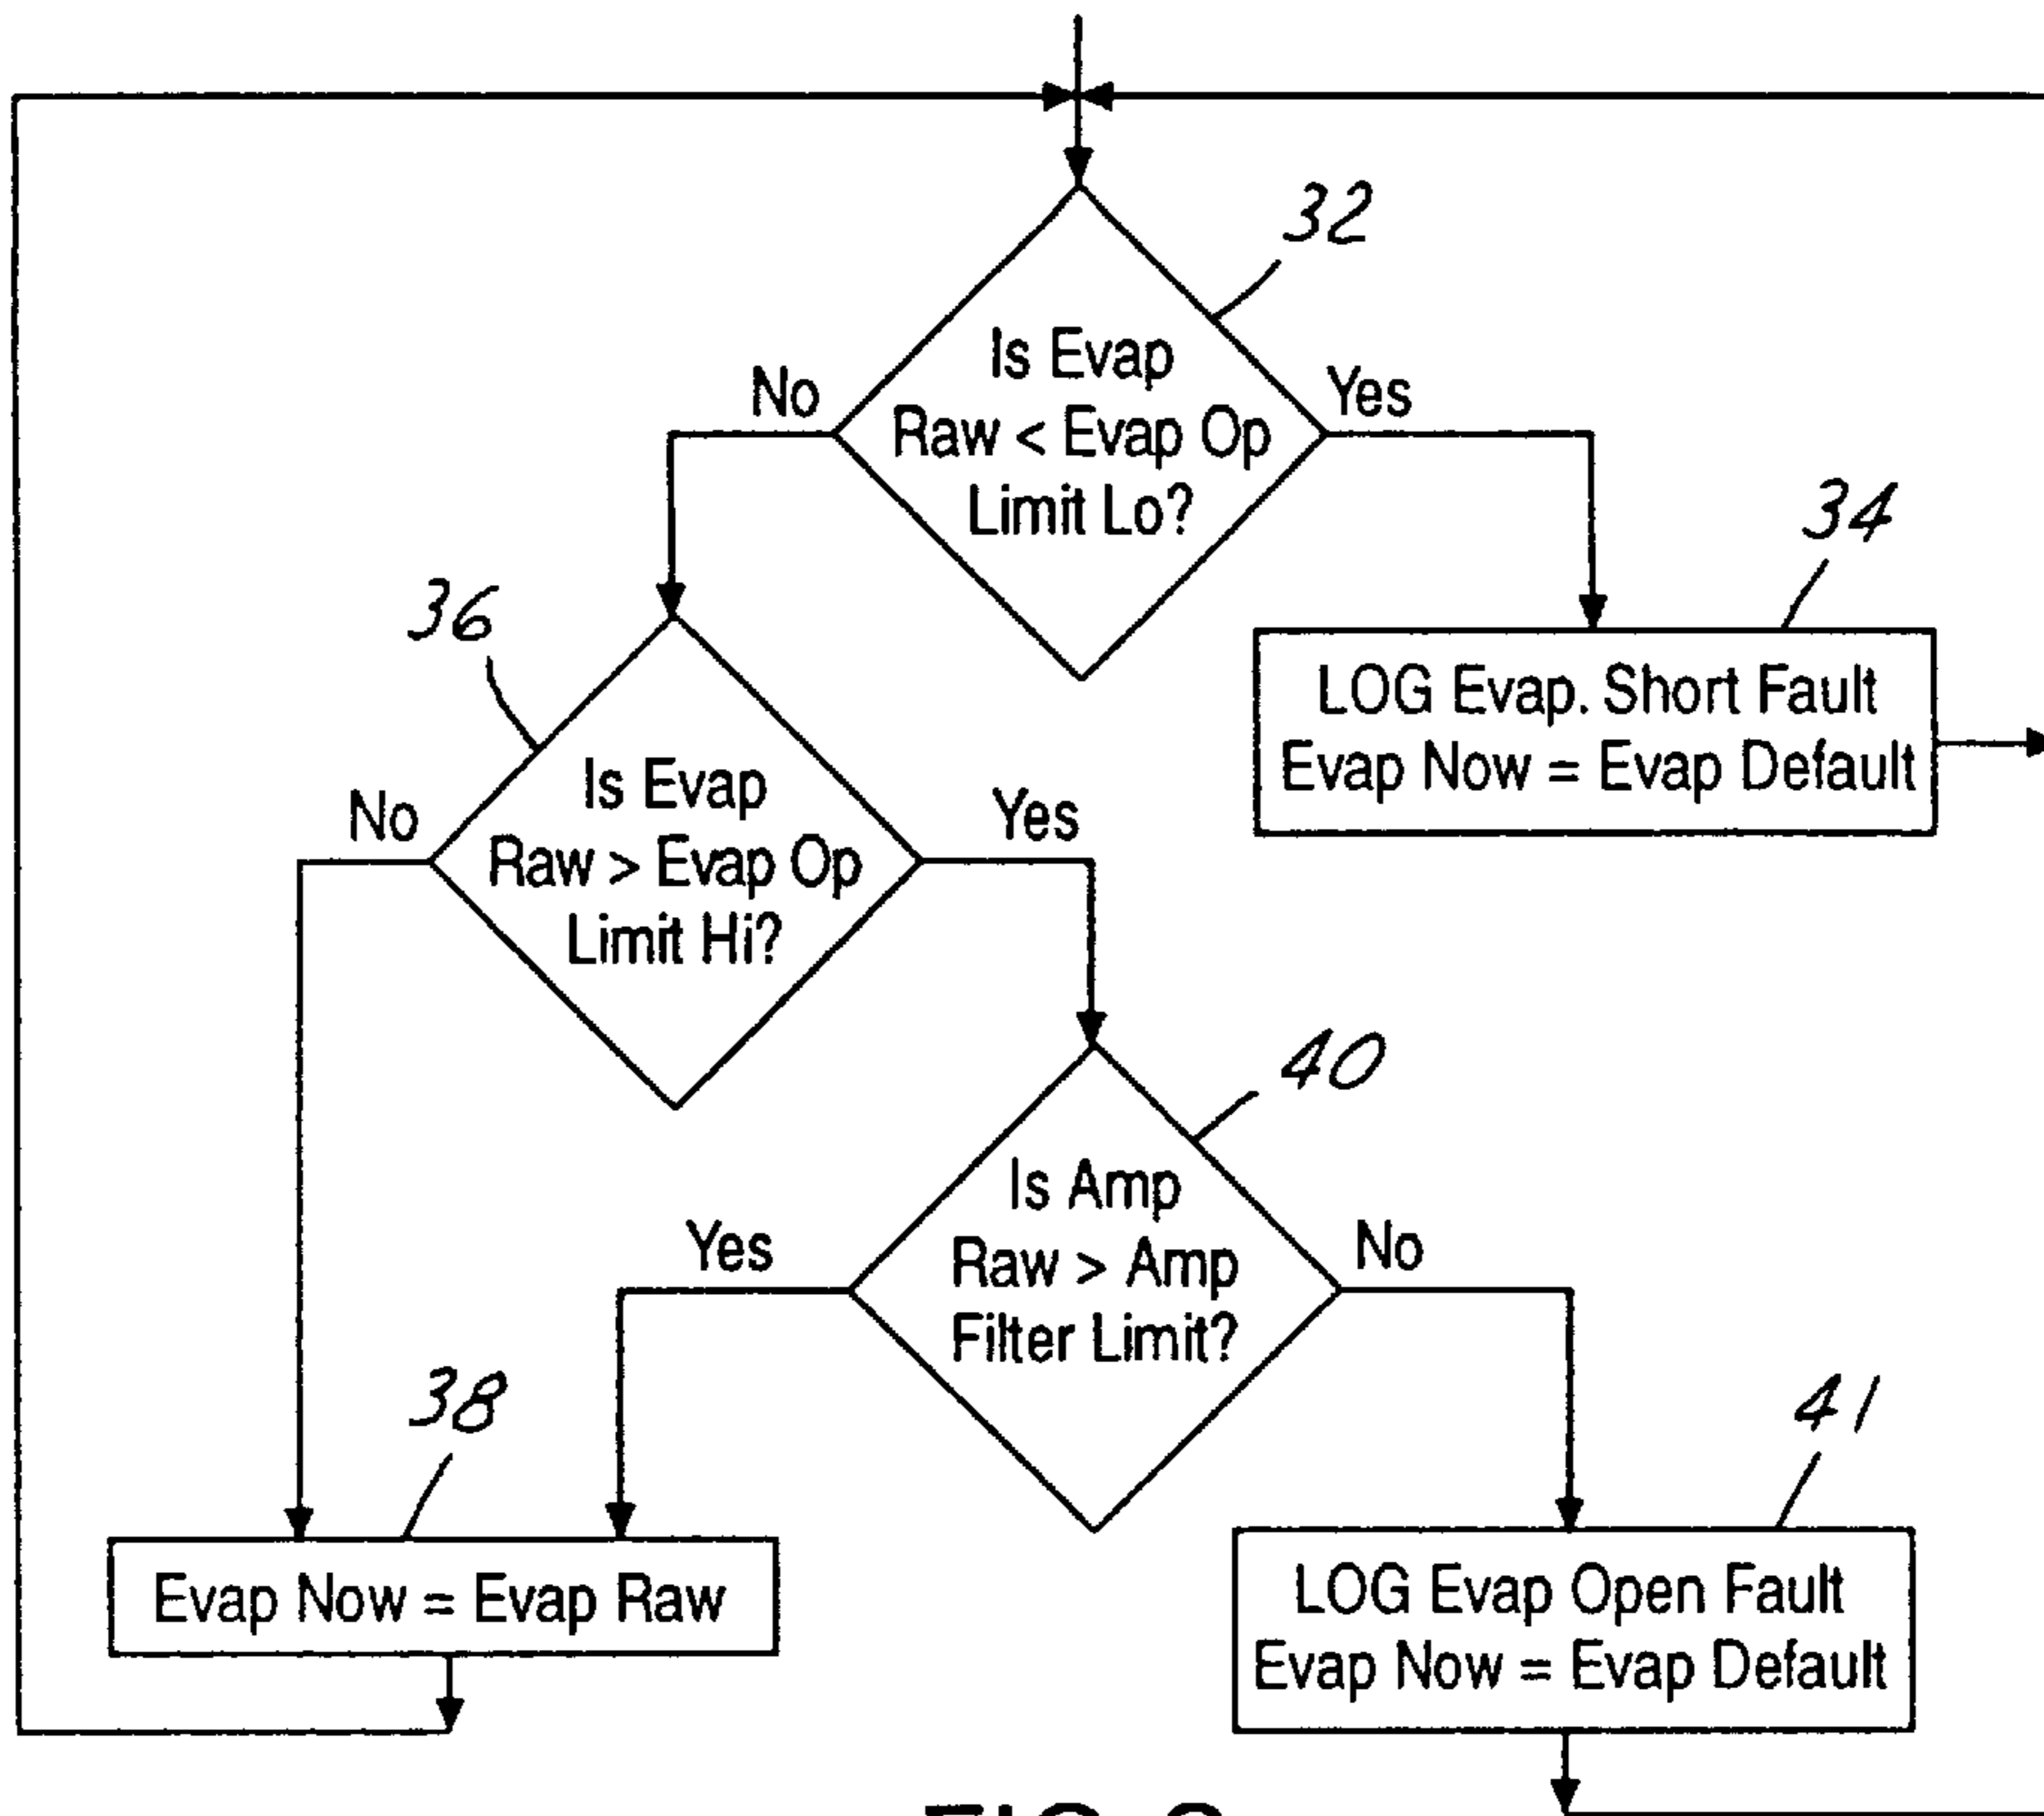 32
Is Evap
Raw < Evap Op
Limit Lo?
No
Yes
34
LOG Evap. Short Fault
Evap Now = Evap Default
36
Is Evap
Raw > Evap Op
Limit Hi?
No
Yes
40
Is Amp
Raw > Amp
Filter Limit?
Yes
No
38
Evap Now = Evap Raw
41
LOG Evap Open Fault
Evap Now = Evap Default